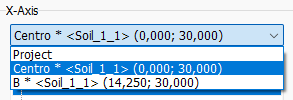 X-Axis
Centro * <Soil_1_1> (0,000; 30,000)
Project
Centro * <Soil_1_1> (0,000; 30,000)
B * <Soil_1_1> (14,250; 30,000)